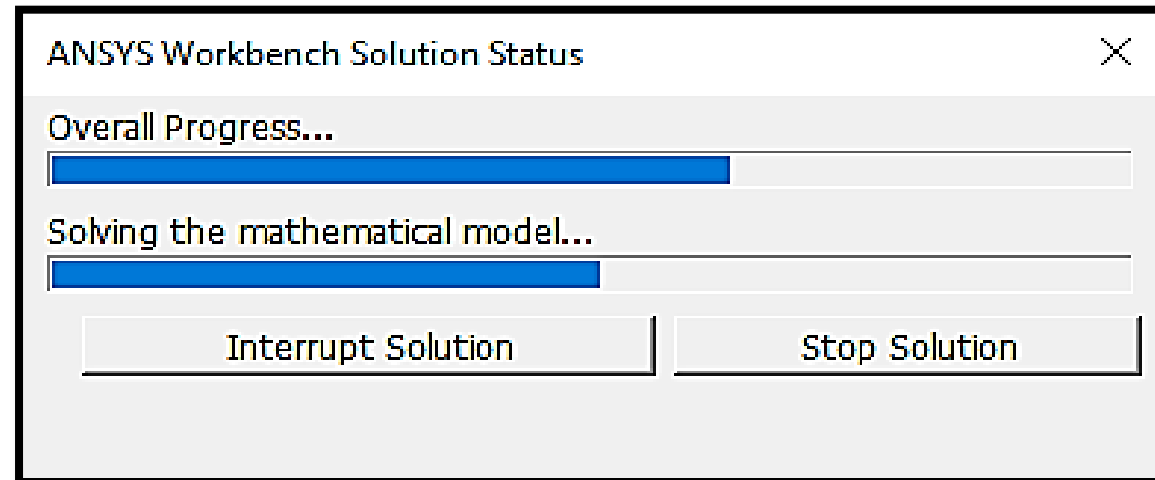 ANSYS Workbench Solution Status
Overall Progress...
Solving the mathematical model...
Interrupt Solution Stop Solution